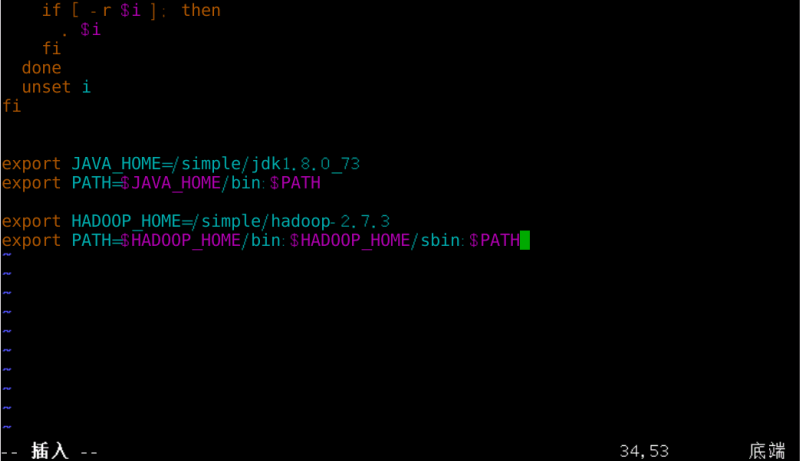 if [ -r $i ]; then
. $i
fi
done
unset i
fi
export JAVA_HOME=/simple/jdk1.8.0_73
export PATH=$JAVA_HOME/bin:$PATH
export HADOOP_HOME=/simple/hadoop-2.7.3
export PATH=$HADOOP_HOME/bin:$HADOOP_HOME/sbin:$PATH
~
~
~
~
~
~
~
~
~
~
-- 插入 -- 34,53 底端